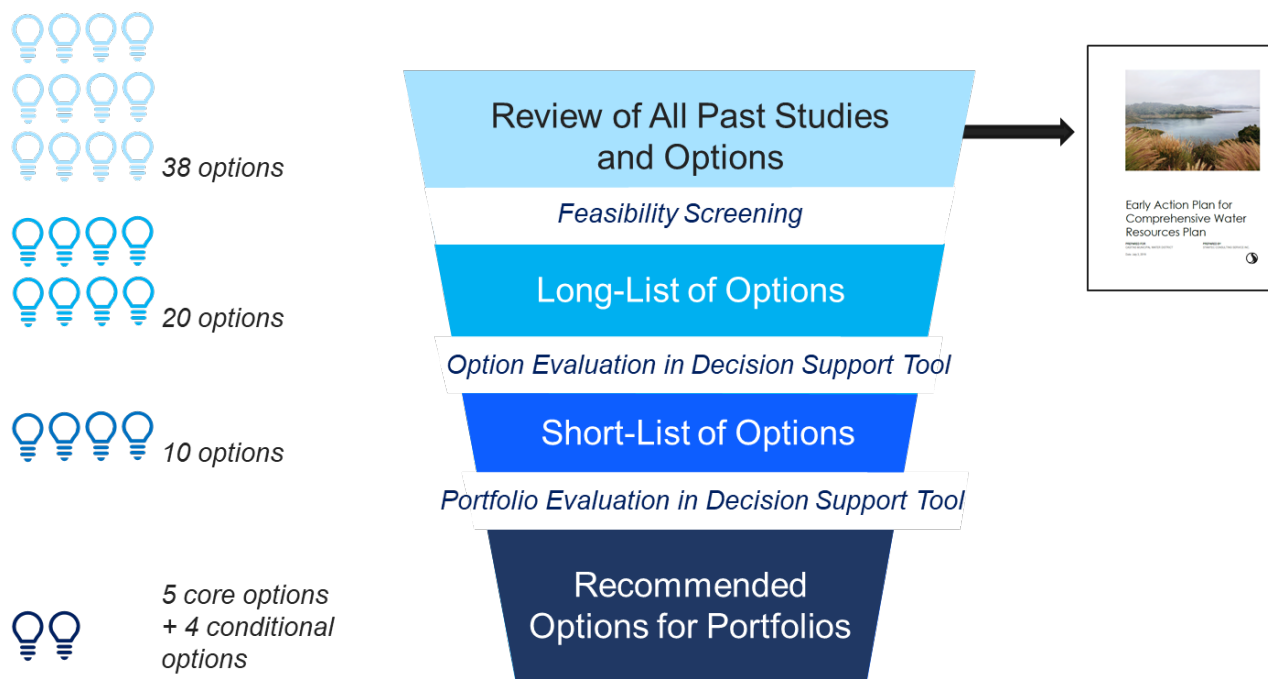 38 options
20 options
10 options
5 core options
+ 4 conditional
options
Review of All Past Studies
and Options
Feasibility Screening
Long-List of Options
Option Evaluation in Decision Support Tool
Short-List of Options
Portfolio Evaluation in Decision Support Tool
Recommended
Options for Portfolios
Early Action Plan for
Comprehensive Water
Resources Plan